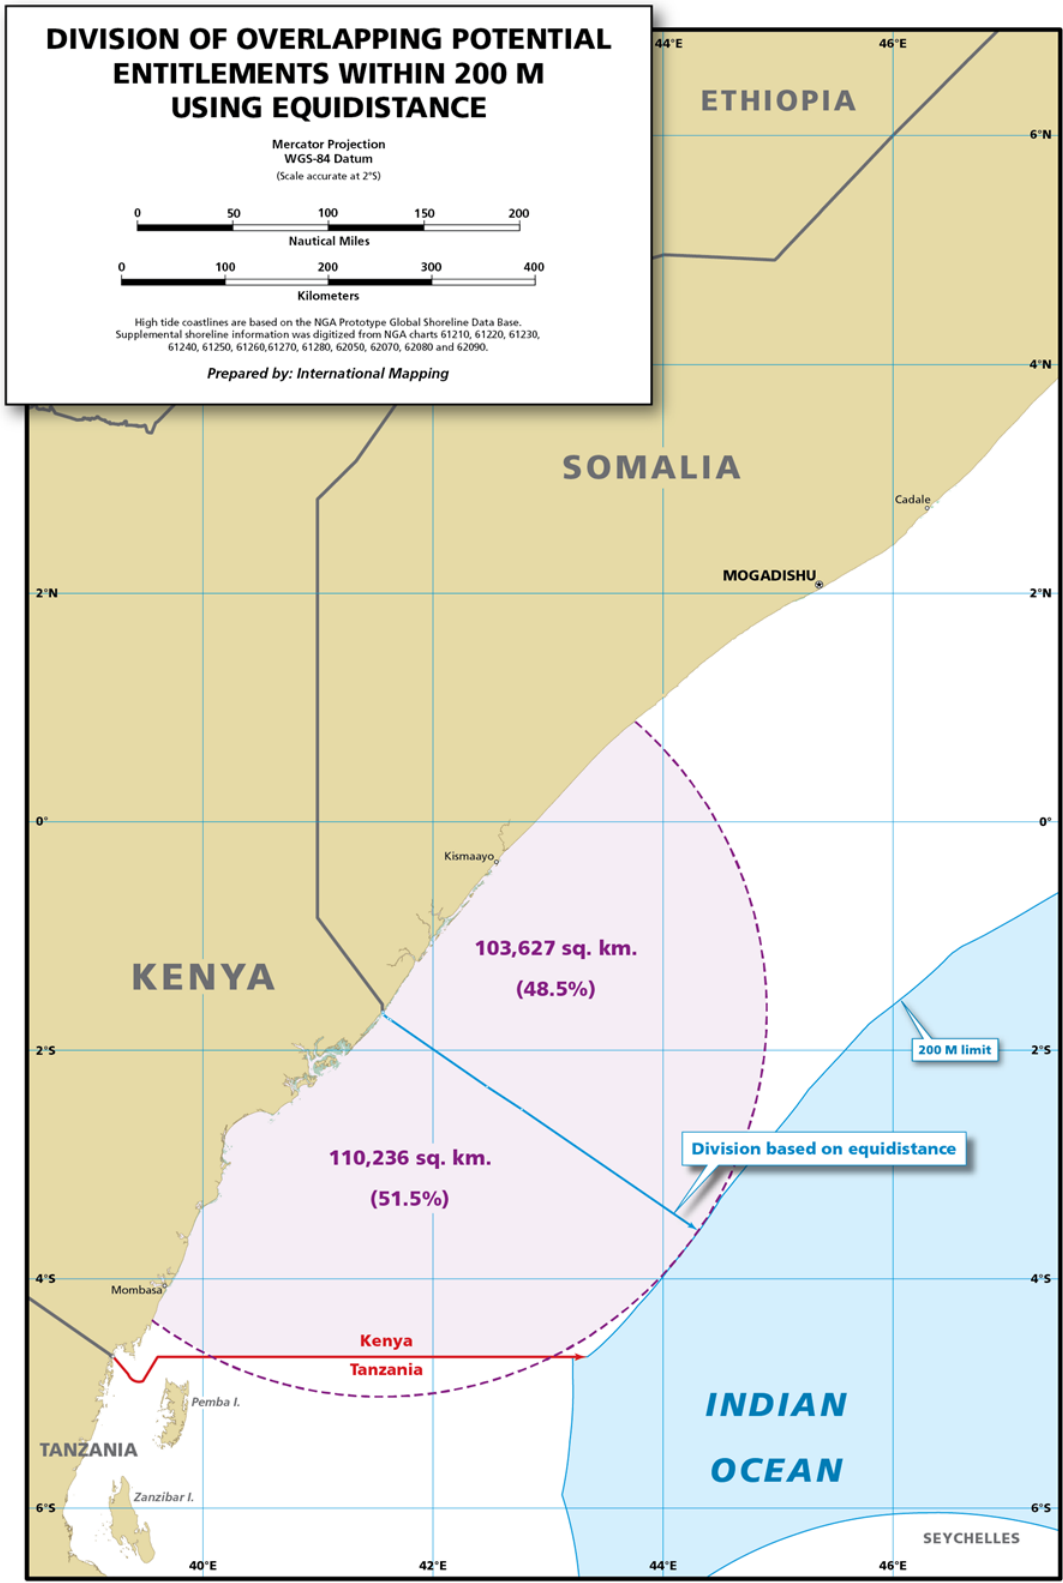 DIVISION OF OVERLAPPING POTENTIAL
ENTITLEMENTS WITHIN 200 M
USING EQUIDISTANCE
Mercator Projection
WGS-84 Datum
(Scale accurate at 2°S)
0 50 100 150 200
Nautical Miles
0 100 200 300 400
Kilometers
High tide coastlines are based on the NGA Prototype Global Shoreline Data Base.
Supplemental shoreline information was digitized from NGA charts 61210, 61220, 61230,
61240, 61250, 61260,61270, 61280, 62050, 62070, 62080 and 62090.
Prepared by: International Mapping
44°E 46°E
ETHIOPIA
6°N
4°N
SOMALIA
Cadale
MOGADISHU
2°N 2°N
0° 0°
Kismaayo
103,627 sq. km.
(48.5%)
KENYA
200 M limit
2°S 2°S
Division based on equidistance
110,236 sq. km.
(51.5%)
4°S 4°S
Mombasa
Kenya
Tanzania
Pemba I.
INDIAN
OCEAN
TANZANIA
Zanzibar I.
6°S 6°S
SEYCHELLES
40°E 42°E 44°E 46°E